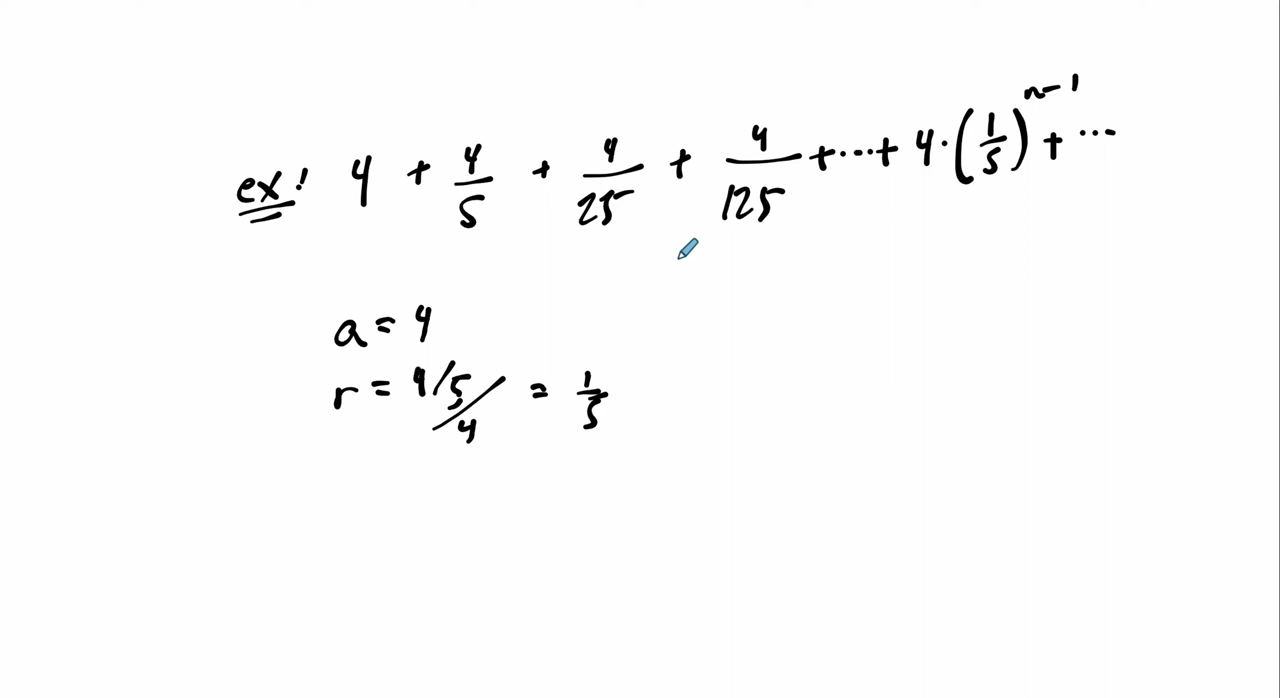 ex: 4 + 4/5 + 4/25 + 4/125 + ... + 4 · (1/5)^{n-1} + ...
a = 4
r = 4/5/4 = 1/5